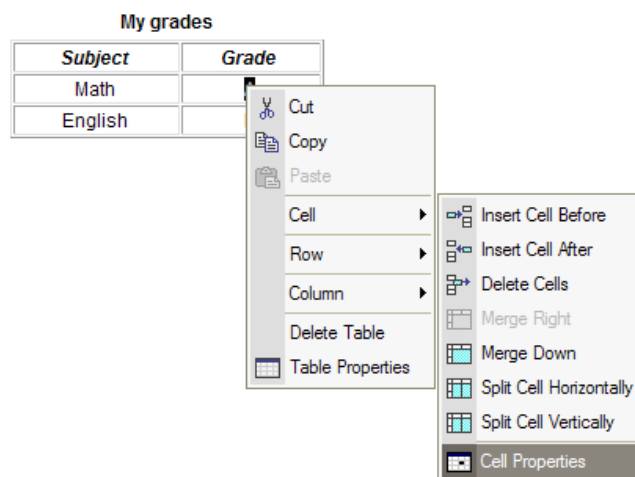 My grades
Subject Grade
Math
English
Cut
Copy
Paste
Cell
Row
Column
Delete Table
Table Properties
Insert Cell Before
Insert Cell After
Delete Cells
Merge Right
Merge Down
Split Cell Horizontally
Split Cell Vertically
Cell Properties